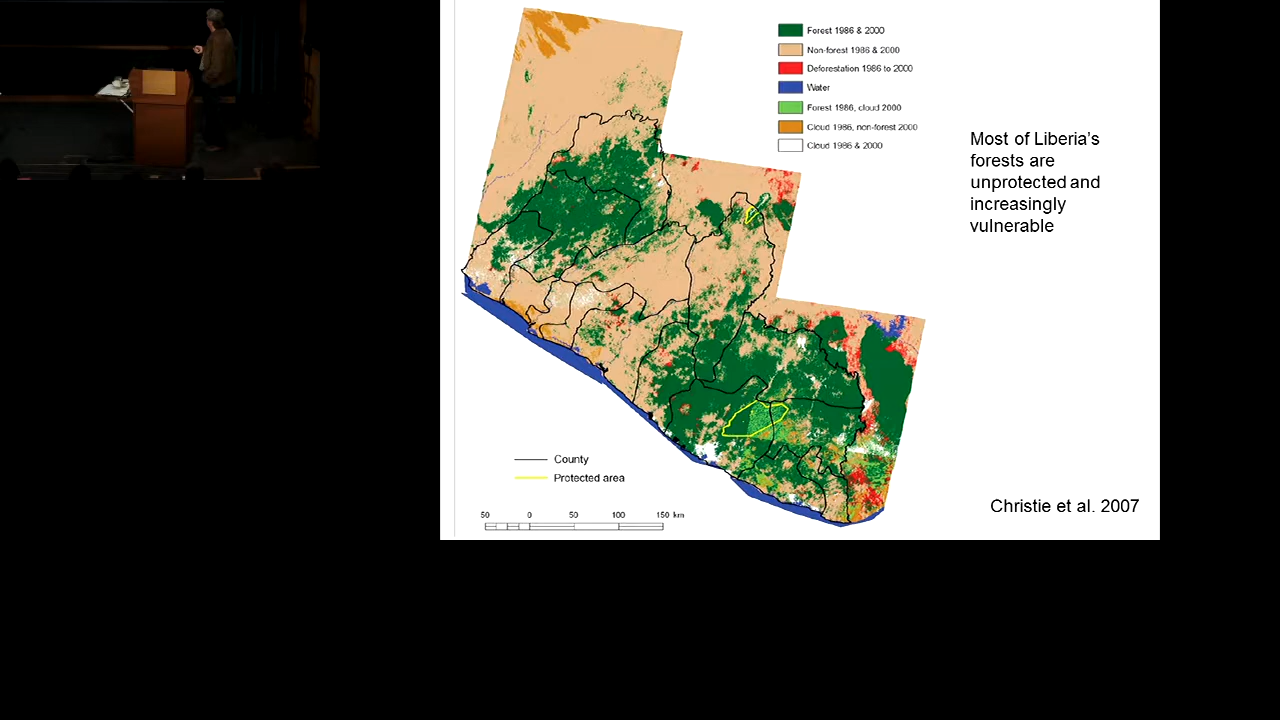 Forest 1986 & 2000
Non-forest 1986 & 2000
Deforestation 1986 to 2000
Water
Forest 1986, cloud 2000
Cloud 1986, non-forest 2000
Cloud 1986 & 2000
Most of Liberia's
forests are
unprotected and
increasingly
vulnerable
County
Protected area
50 0 50 100 150 km
Christie et al. 2007